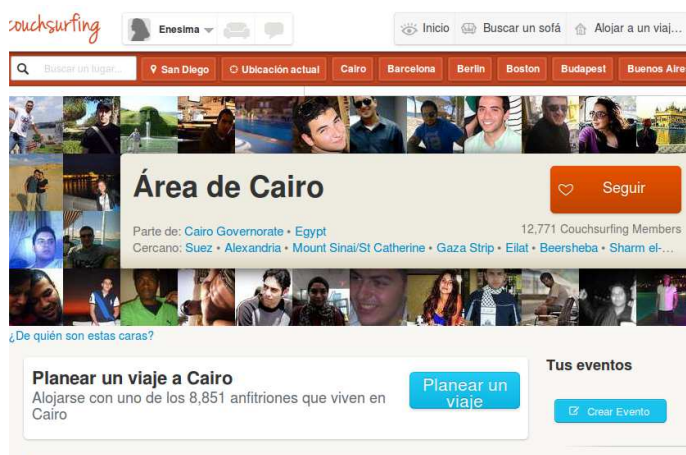 couchsurfing
Enesima
Inicio
Buscar un sofá
Alojar a un viaj...
Buscar un lugar...
San Diego
Ubicación actual
Cairo
Barcelona
Berlin
Boston
Budapest
Buenos Aire
Área de Cairo
Seguir
Parte de: Cairo Governorate • Egypt
12,771 Couchsurfing Members
Cercano: Suez • Alexandria • Mount Sinai/St Catherine • Gaza Strip • Eilat • Beersheba • Sharm el-...
¿De quién son estas caras?
Planear un viaje a Cairo
Alojarse con uno de los 8,851 anfitriones que viven en
Cairo
Planear un
viaje
Tus eventos
Crear Evento